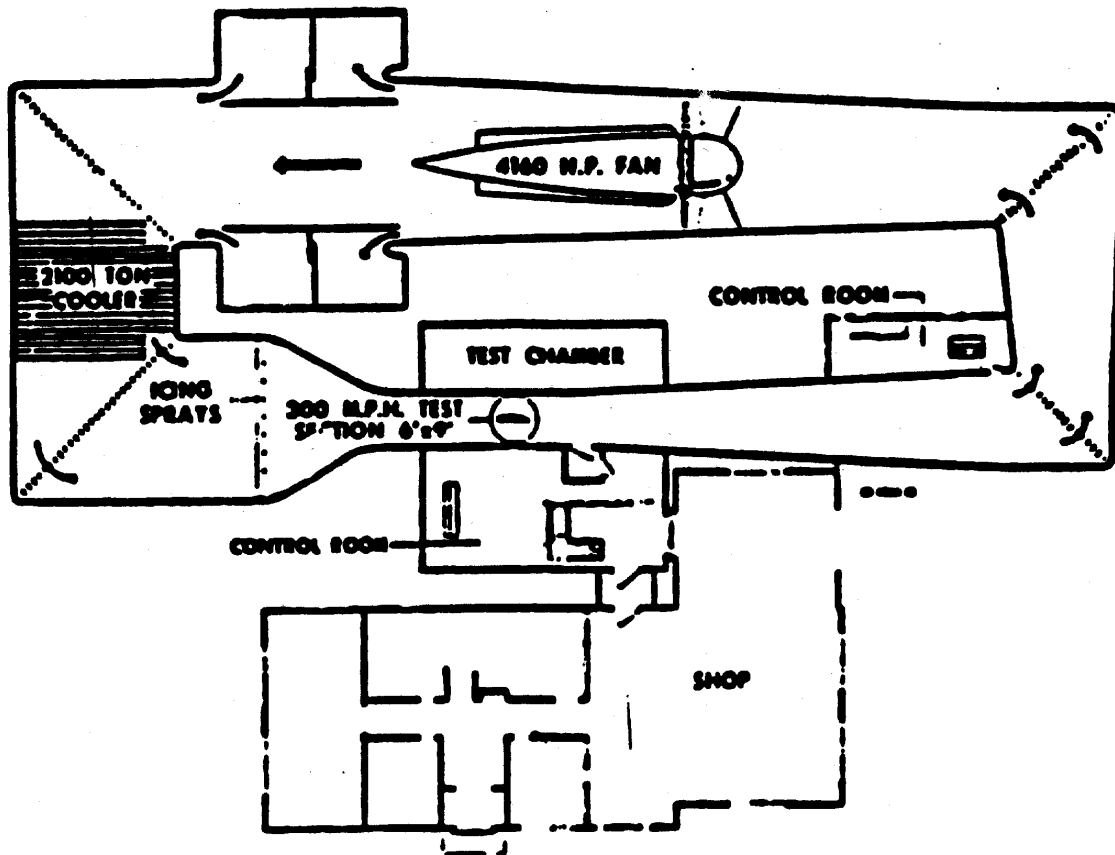 4160 H.P. FAN
2100 TON
COOLER
CONTROL ROOM
TEST CHAMBER
ICING
SPRAYS
300 M.P.H. TEST
SECTION 6'x9'
CONTROL ROOM
SHOP